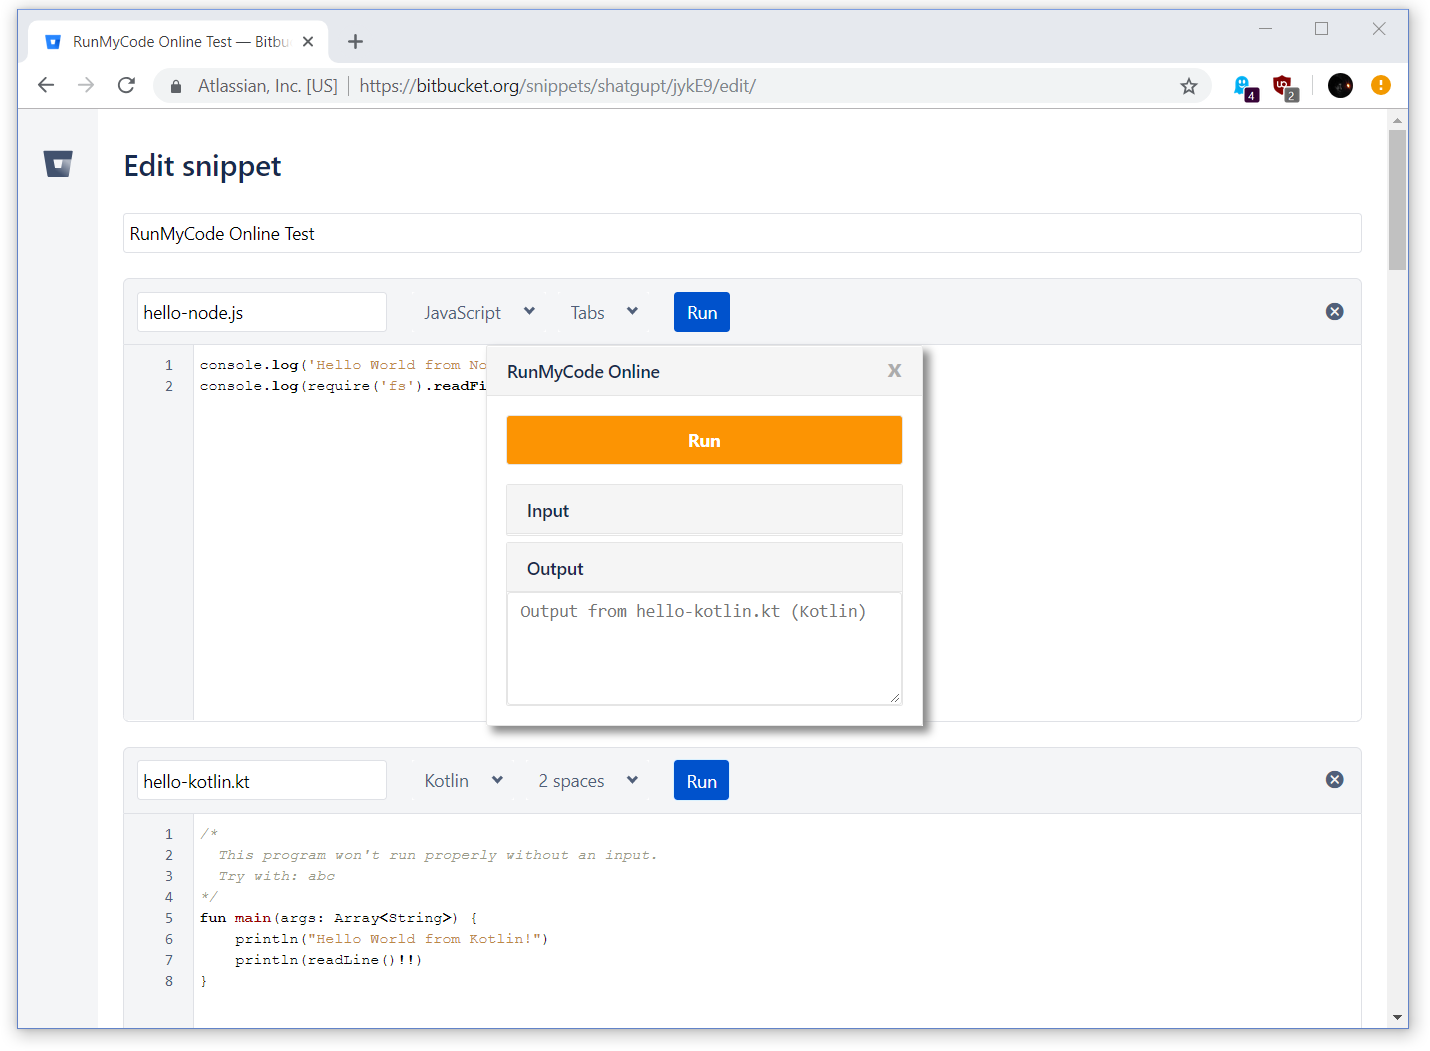 RunMyCode Online Test — Bitbu
Atlassian, Inc. [US] https://bitbucket.org/snippets/shatgupt/jykE9/edit/
4
2
Edit snippet
RunMyCode Online Test
hello-node.js JavaScript Tabs Run
1 console.log('Hello World from No
2 console.log(require('fs').readFi
RunMyCode Online X
Run
Input
Output
Output from hello-kotlin.kt (Kotlin)
hello-kotlin.kt Kotlin 2 spaces Run
1 /*
2 This program won't run properly without an input.
3 Try with: abc
4 */
5 fun main(args: Array<String>) {
6 println("Hello World from Kotlin!")
7 println(readLine()!!)
8 }